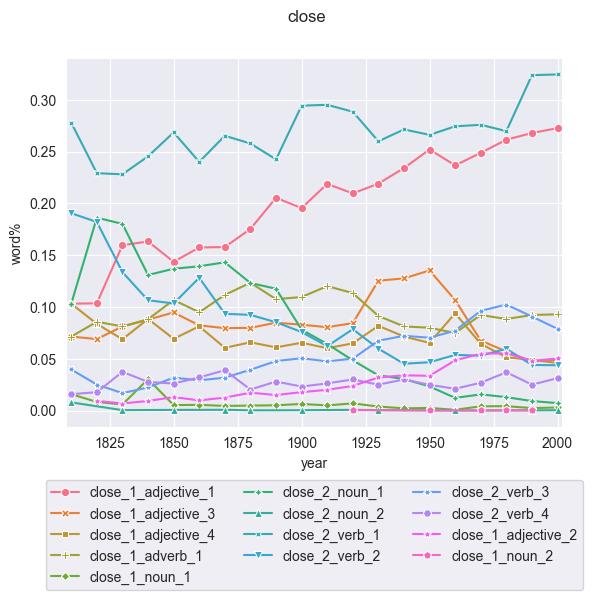 close
0.30
0.25
0.20
0.15
0.10
0.05
0.00
word%
1825 1850 1875 1900 1925 1950 1975 2000
year
close_1_adjective_1 close_2_noun_1 close_2_verb_3
close_1_adjective_3 close_2_noun_2 close_2_verb_4
close_1_adjective_4 close_2_verb_1 close_1_adjective_2
close_1_adverb_1 close_2_verb_2 close_1_noun_2
close_1_noun_1